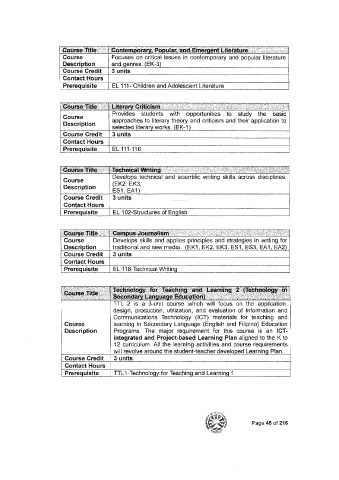 Course Title Contemporary, Popular, and Emergent Literature
Course Description Focuses on critical issues in contemporary and popular literature
and genres. (EK-3)
Course Credit 3 units
Contact Hours
Prerequisite EL 111- Children and Adolescent Literature
Course Title Literary Criticism
Course Description Provides students with opportunities to study the basic
approaches to literary theory and criticism and their application to
selected literary works. (EK-1)
Course Credit 3 units
Contact Hours
Prerequisite EL 111-116
Course Title Technical Writing
Course Description Develops technical and scientific writing skills across disciplines.
(EK2, EK3,
ES1, EA1)
Course Credit 3 units
Contact Hours
Prerequisite EL 102-Structures of English
Course Title Campus Journalism
Course Description Develops skills and applies principles and strategies in writing for
traditional and new media. (EK1, EK2, EK3, ES1, ES3, EA1, EA2)
Course Credit 3 units
Contact Hours
Prerequisite EL 118-Technical Writing
Course Title Technology for Teaching and Learning 2 (Technology in
Secondary Language Education)
Course Description TTL 2 is a 3-unit course which will focus on the application,
design, production, utilization, and evaluation of Information and
Communications Technology (ICT) materials for teaching and
learning in Secondary Language (English and Filipino) Education
Programs. The major requirement for this course is an ICT-
integrated and Project-based Learning Plan aligned to the K to
12 curriculum. All the learning activities and course requirements
will revolve around the student-teacher developed Learning Plan.
Course Credit 3 units
Contact Hours
Prerequisite TTL1-Technology for Teaching and Learning 1
Page 45 of 216